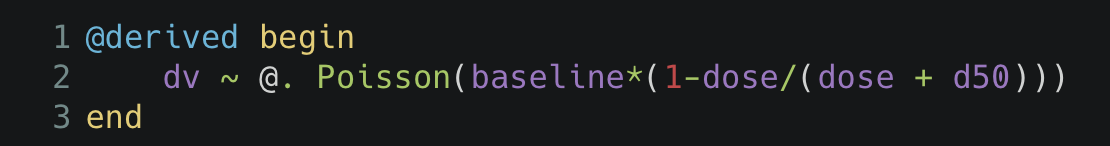 1 @derived begin
2     dv ~ @. Poisson(baseline*(1-dose/(dose + d50)))
3 end